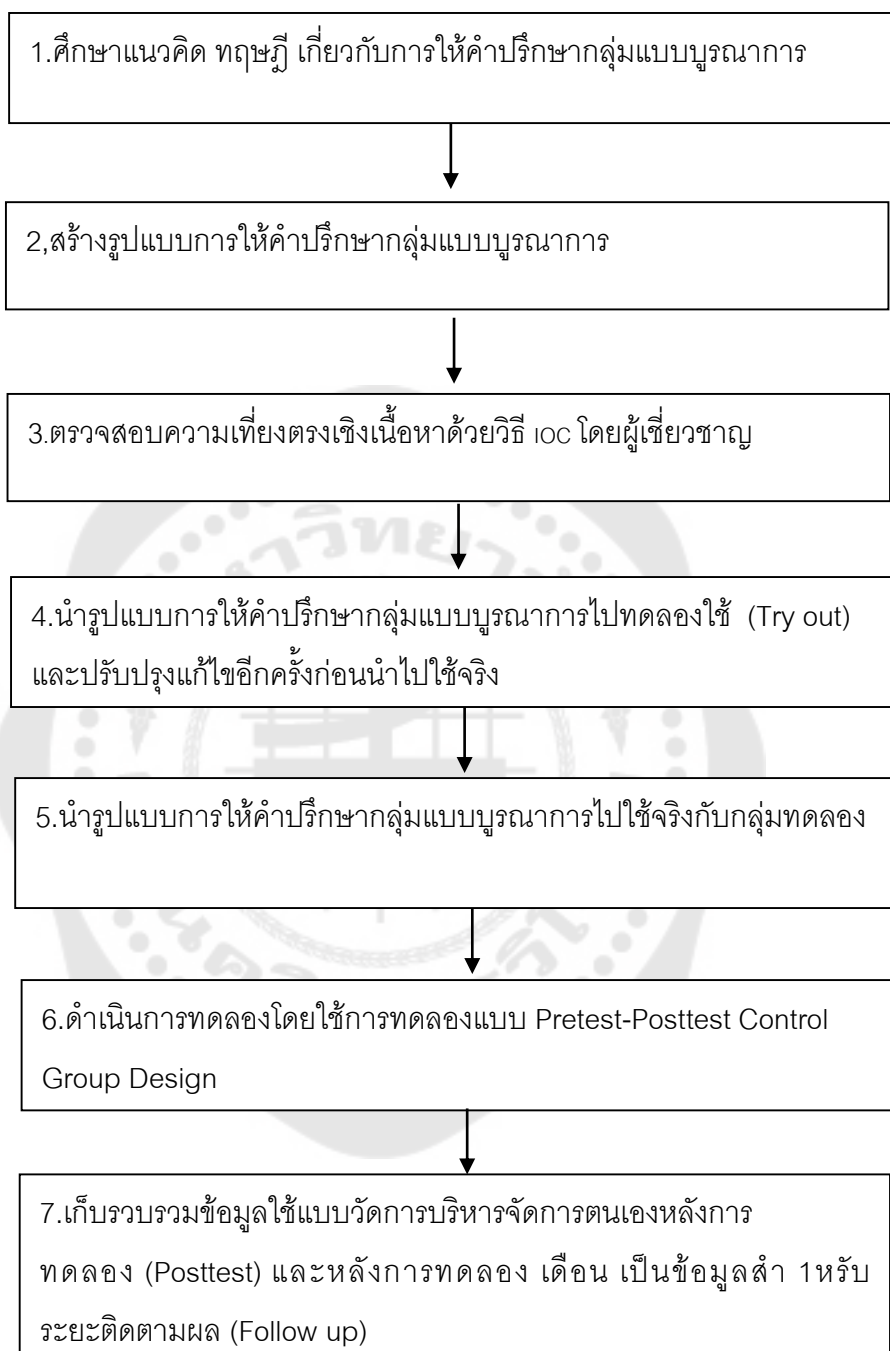 1.ศึกษาแนวคิด ทฤษฎี เกี่ยวกับการให้คำปรึกษากลุ่มแบบบูรณาการ
2,สร้างรูปแบบการให้คำปรึกษากลุ่มแบบบูรณาการ
3.ตรวจสอบความเที่ยงตรงเชิงเนื้อหาด้วยวิธี IOC โดยผู้เชี่ยวชาญ
4.นำรูปแบบการให้คำปรึกษากลุ่มแบบบูรณาการไปทดลองใช้ (Try out)
และปรับปรุงแก้ไขอีกครั้งก่อนนำไปใช้จริง
5.นำรูปแบบการให้คำปรึกษากลุ่มแบบบูรณาการไปใช้จริงกับกลุ่มทดลอง
6.ดำเนินการทดลองโดยใช้การทดลองแบบ Pretest-Posttest Control
Group Design
7.เก็บรวบรวมข้อมูลใช้แบบวัดการบริหารจัดการตนเองหลังการ
ทดลอง (Posttest) และหลังการทดลอง เดือน เป็นข้อมูลสำ 1หรับ
ระยะติดตามผล (Follow up)